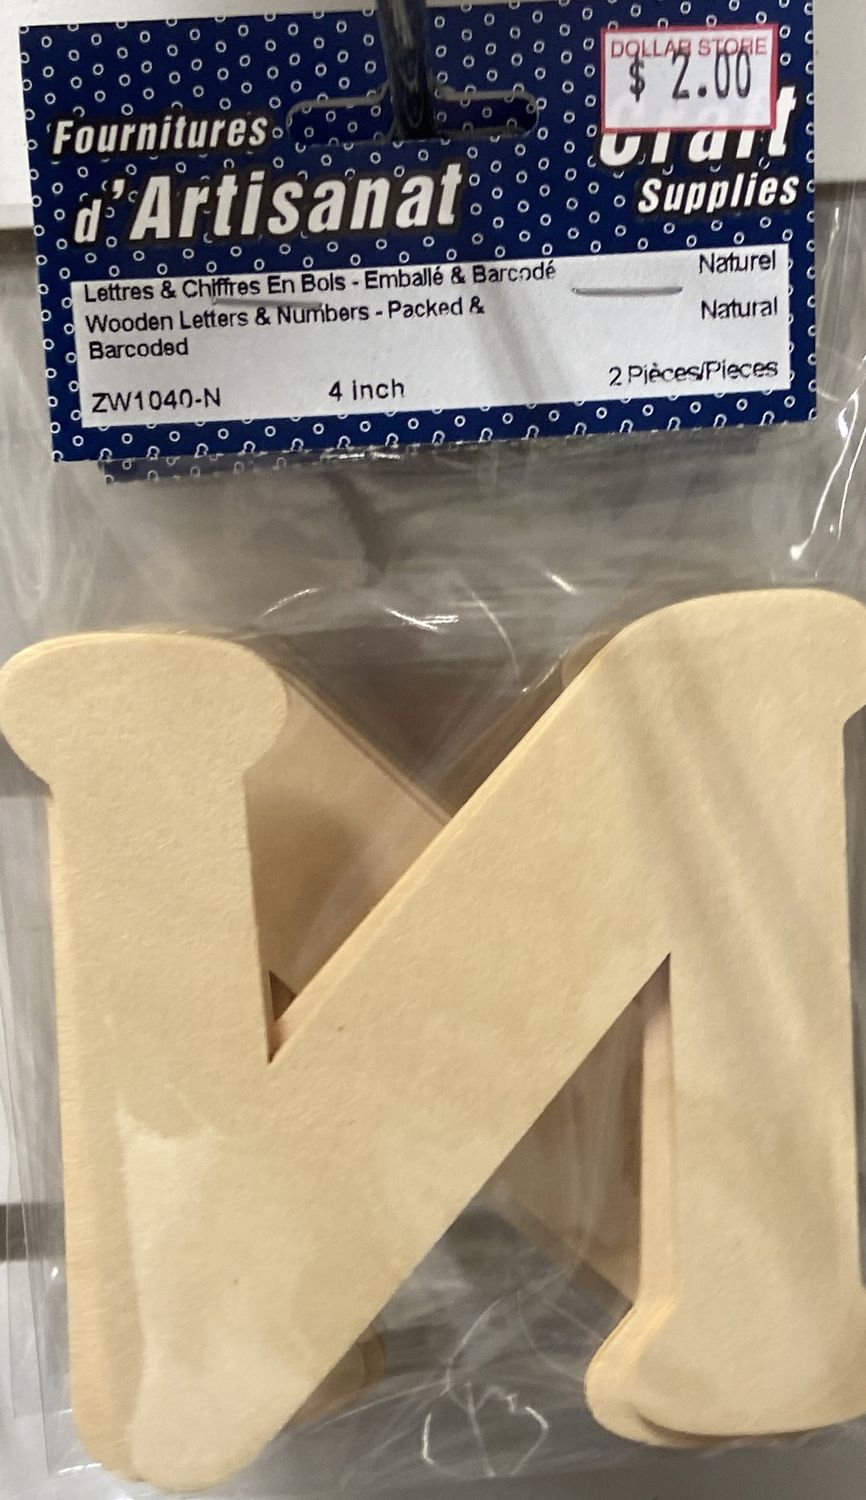 DOLLAR STORE
$ 2.00
Fournitures
d'Artisanat
Craft
Supplies
Lettres & Chiffres En Bois - Emballé & Barcodé
Naturel
Wooden Letters & Numbers - Packed &
Barcoded
Natural
ZW1040-N
4 inch
2 Pièces/Pieces